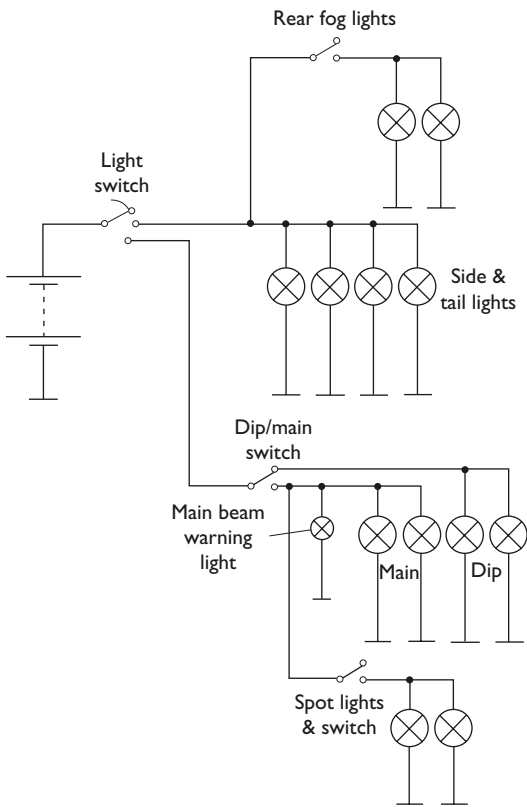 Rear fog lights
Light
switch
Side &
tail lights
Dip/main
switch
Main beam
warning
light
Main
Dip
Spot lights
& switch